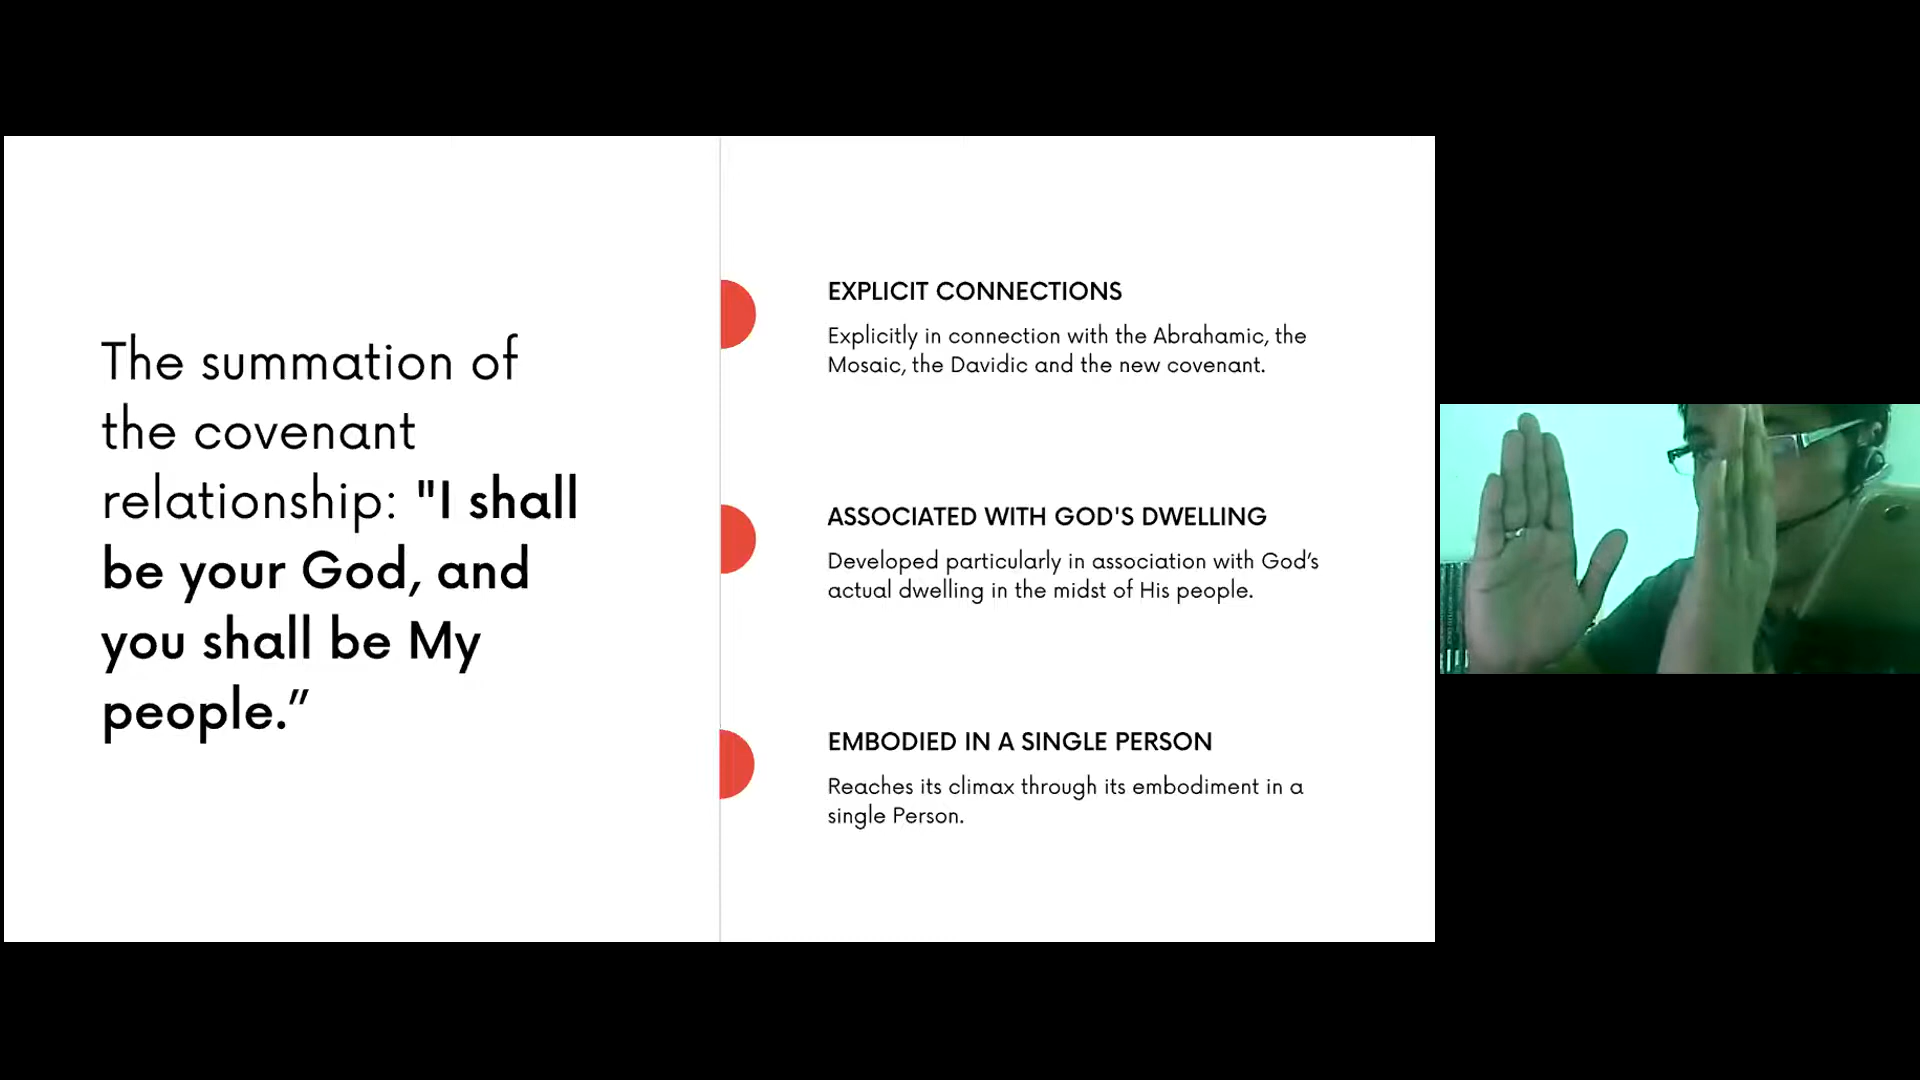 The summation of
the covenant
relationship: "I shall
be your God, and
you shall be My
people.”
EXPLICIT CONNECTIONS
Explicitly in connection with the Abrahamic, the
Mosaic, the Davidic and the new covenant.
ASSOCIATED WITH GOD'S DWELLING
Developed particularly in association with God’s
actual dwelling in the midst of His people.
EMBODIED IN A SINGLE PERSON
Reaches its climax through its embodiment in a
single Person.